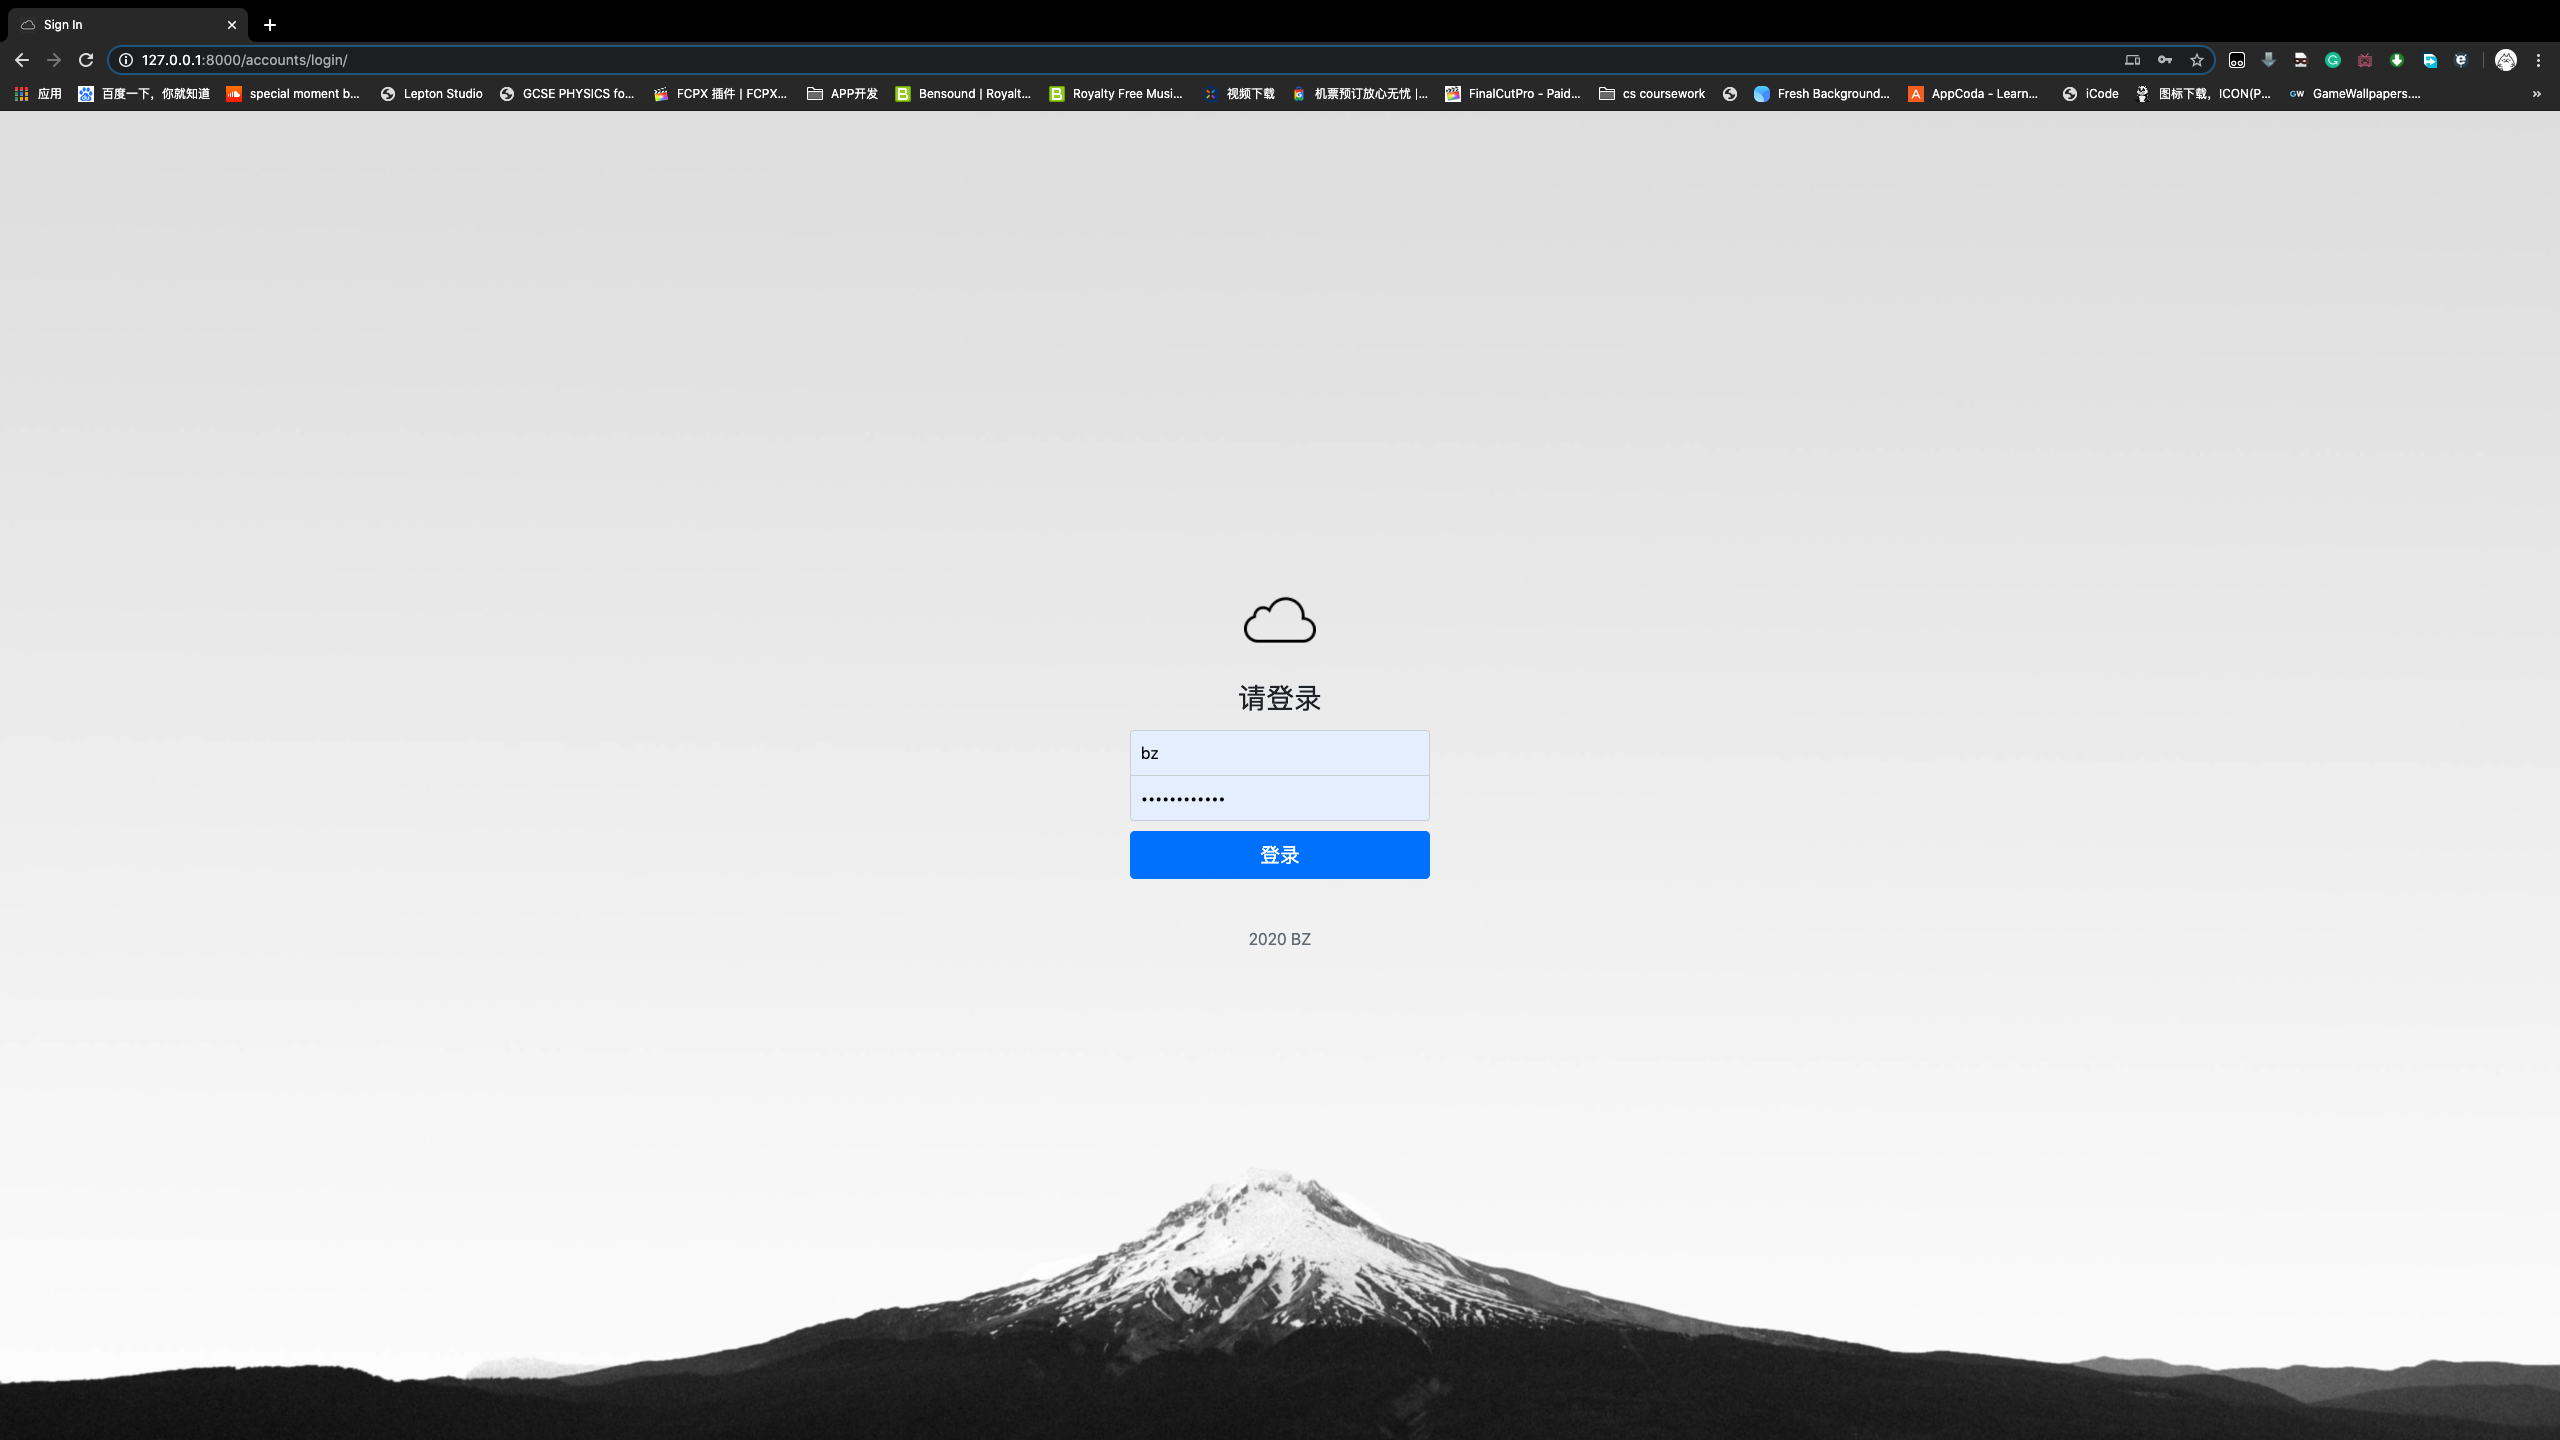 Sign In
127.0.0.1:8000/accounts/login/
应用 百度一下，你就知道 special moment b... Lepton Studio GCSE PHYSICS fo... FCPX 插件 | FCPX... APP开发 Bensound | Royalt... Royalty Free Musi... 视频下载 机票预订放心无忧 |... FinalCutPro - Paid... cs coursework Fresh Background... AppCoda - Learn... iCode 图标下载，ICON(P... GW GameWallpapers....
请登录
bz
••••••••••••
登录
2020 BZ